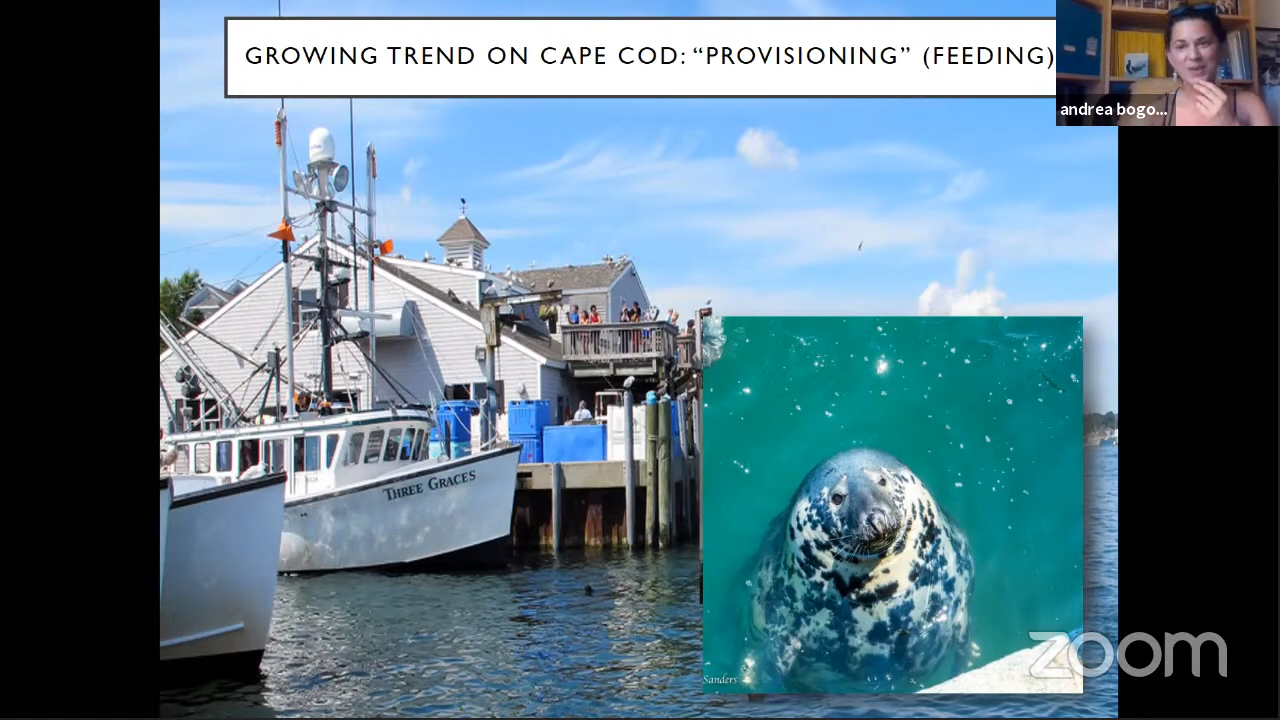 GROWING TREND ON CAPE COD: “PROVISIONING” (FEEDING)
andrea bogo...
THREE GRACES
Sanders
zoom